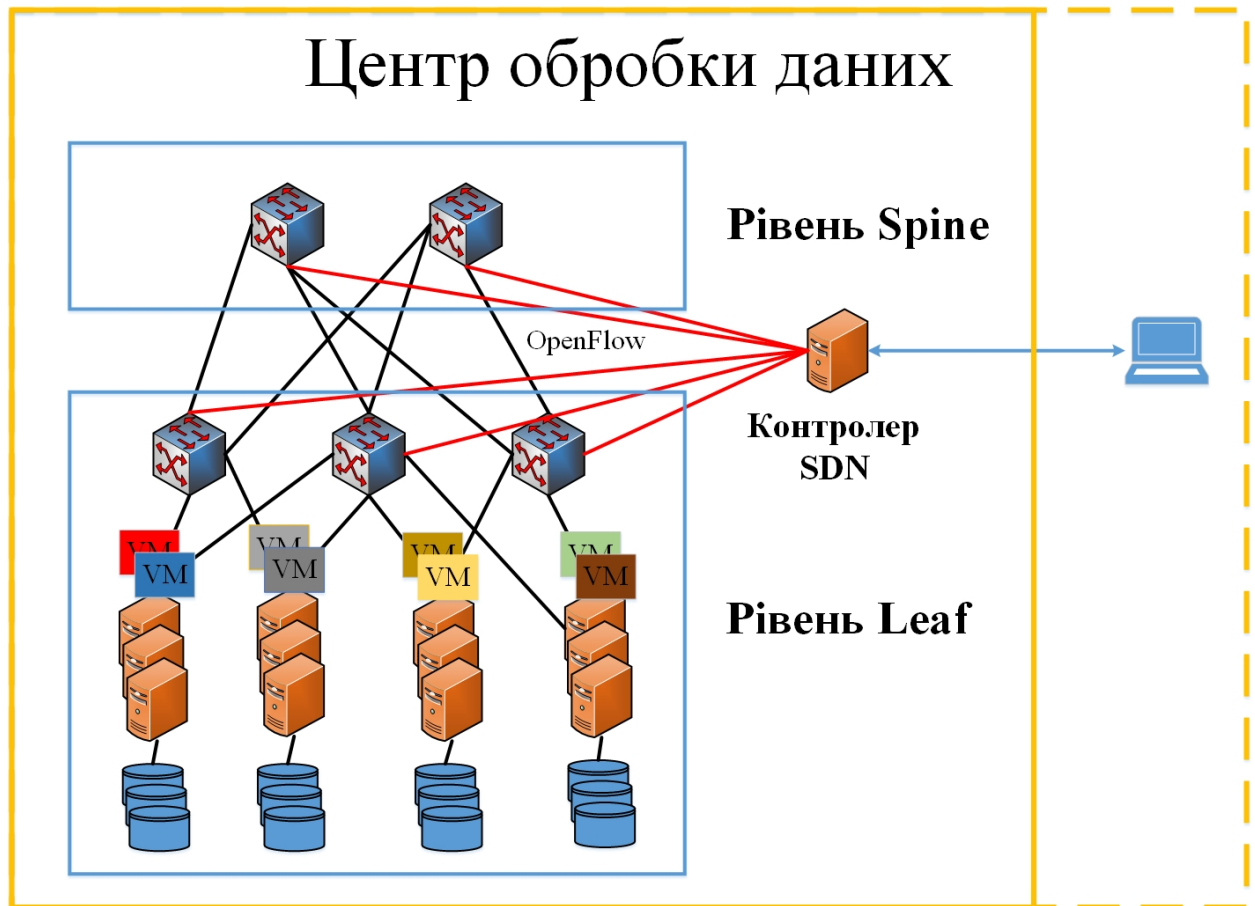 Центр обробки даних
Рівень Spine
OpenFlow
Контролер
SDN
VM
VM
VM
VM
VM
VM
VM
VM
Рівень Leaf